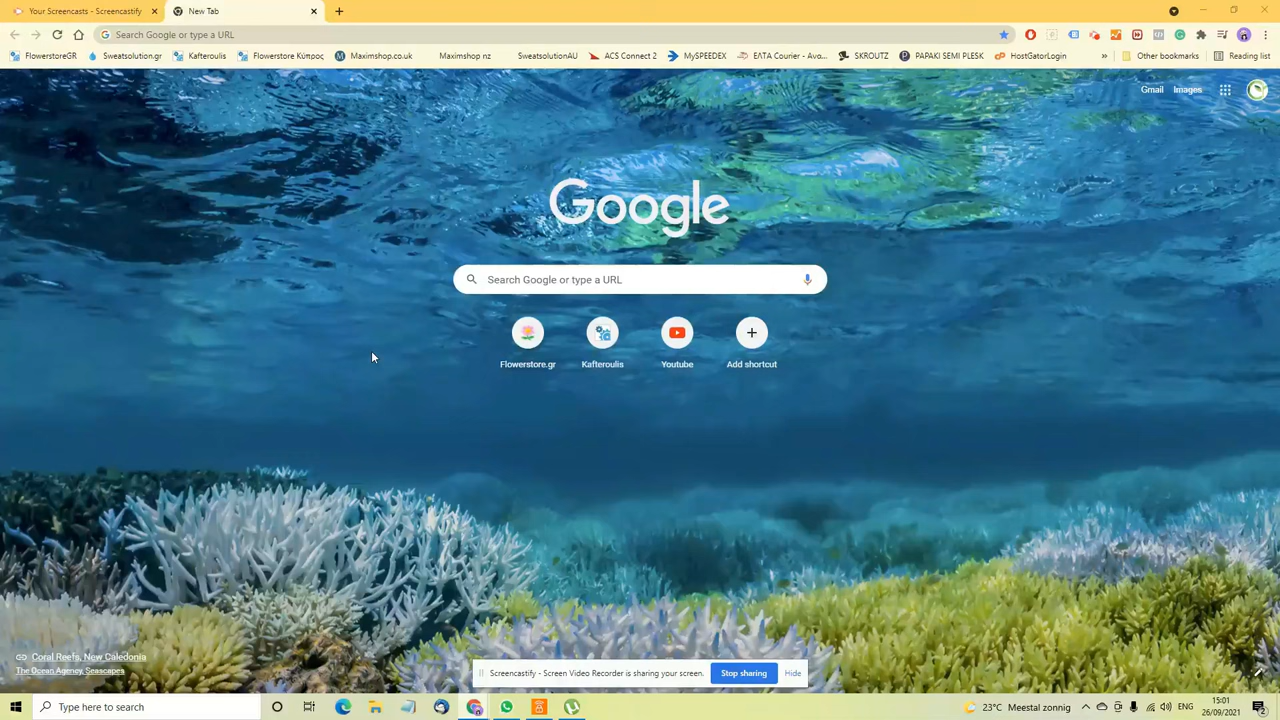 Your Screencasts - Screencastify
New Tab
Search Google or type a URL
FlowerstoreGR Sweatsolution.gr Kafteroulis Flowerstore Κύπρος Maximshop.co.uk Maximshop nz SweatsolutionAU ACS Connect 2 MySPEEDEX ΕΛΤΑ Courier - Ανα... SKROUTZ PAPAKI SEMI PLESK HostGatorLogin » Other bookmarks Reading list
Gmail Images
Google
Search Google or type a URL
Flowerstore.gr Kafteroulis Youtube Add shortcut
Coral Reefs, New Caledonia
The Ocean Agency, Seascapes
Screencastify - Screen Video Recorder is sharing your screen. Stop sharing Hide
Type here to search
23°C Meestal zonnig
15:01
26/09/2021
2